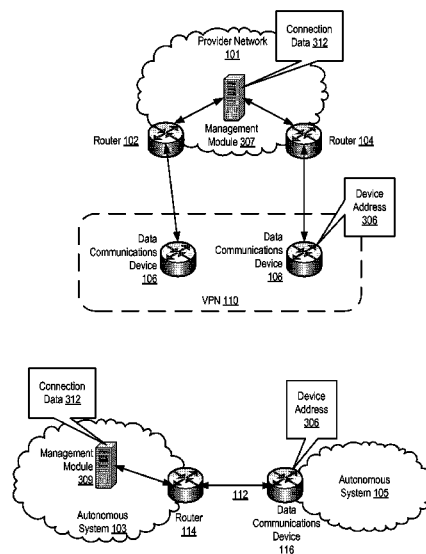 Connection
Data 312
Provider Network
101
Router 102
Management
Module 307
Router 104
Device
Address
306
Data
Communications
Device
106
Data
Communications
Device
106
VPN 110
Connection
Data 312
Device
Address
306
Management
Module
309
Autonomous
System 103
Router
114
112
Data
Communications
Device
116
Autonomous
System 105